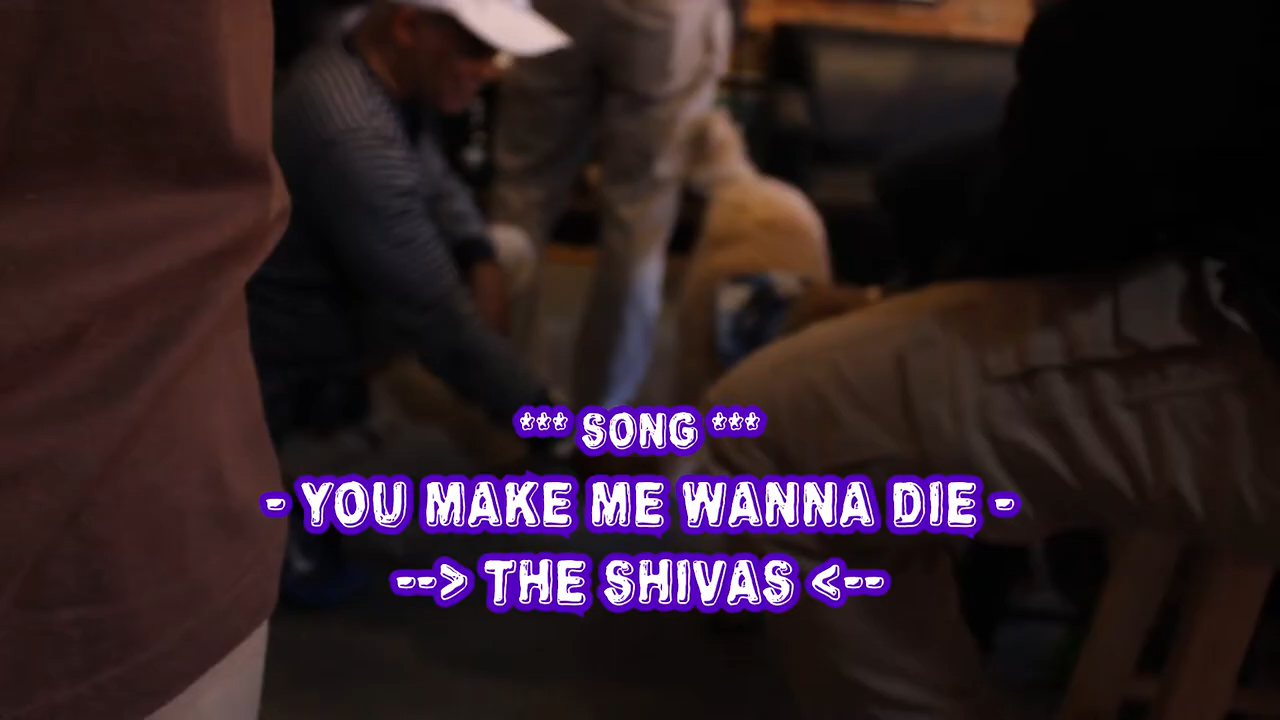 *** SONG ***
- YOU MAKE ME WANNA DIE -
--> THE SHIVAS <--